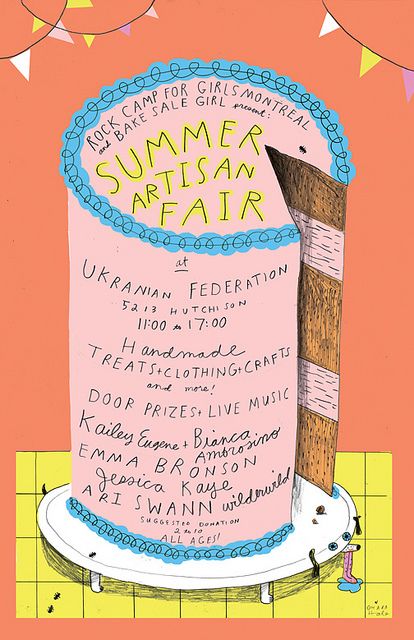 ROCK CAMP FOR GIRLS MONTREAL
and BAKE SALE GIRL present:
SUMMER
ARTISAN
FAIR
at
UKRANIAN FEDERATION
5213 HUTCHISON
11:00 to 17:00
Handmade
TREATS+CLOTHING+CRAFTS
and more!
DOOR PRIZES+ LIVE MUSIC
Kailey Eugene + Bianca
Ambrosino
EMMA BRONSON
Jessica Kaye
ARI SWANN wilderwild
SUGGESTED DONATION
2 to 10
ALL AGES!